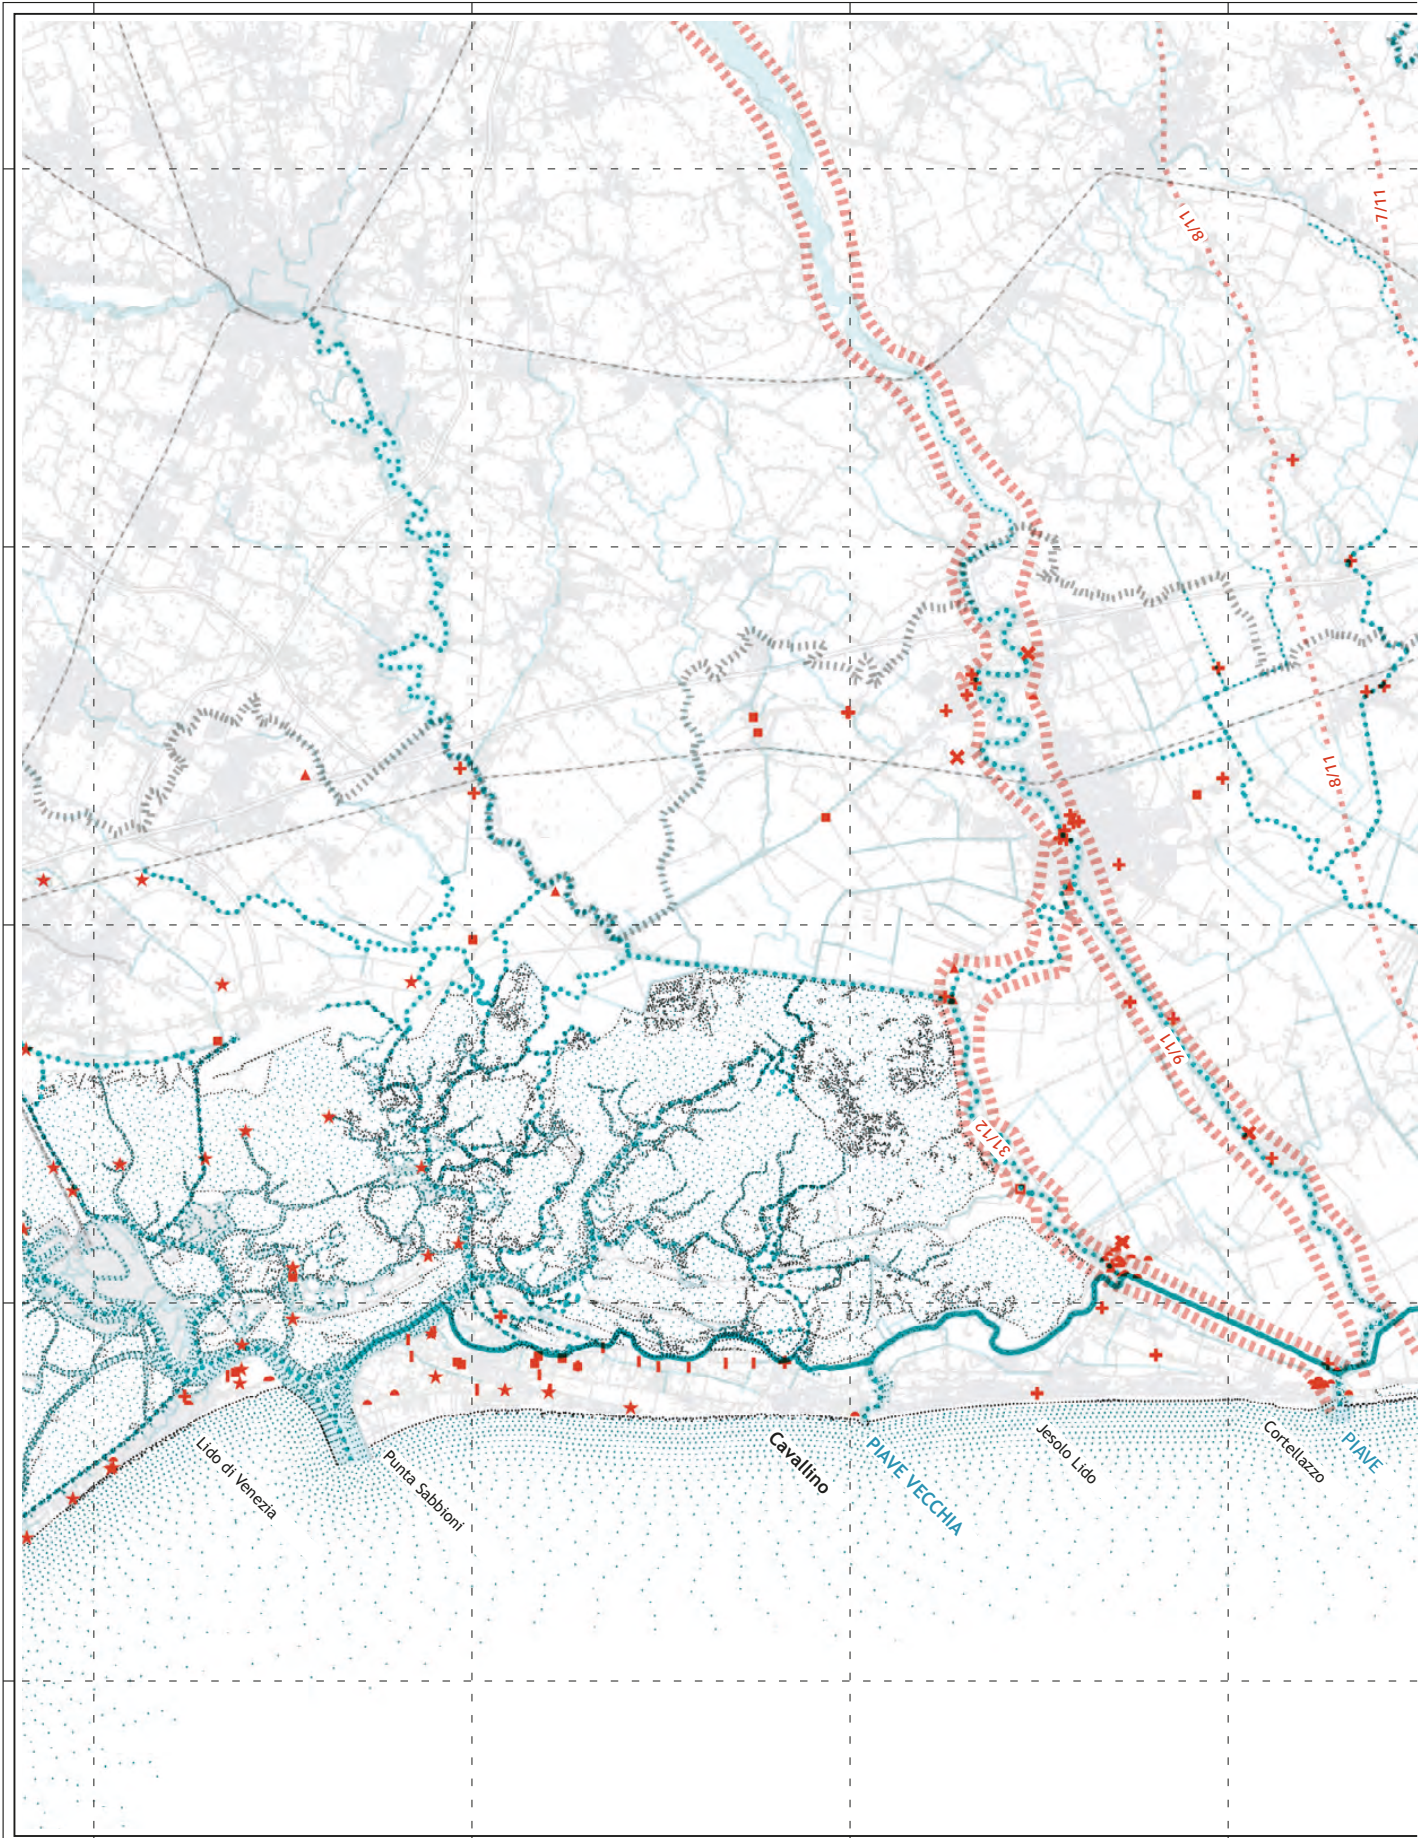 7/11
8/11
8/11
9/11
31/12
Lido di Venezia
Punta Sabbioni
Cavallino
PIAVE VECCHIA
Jesolo Lido
Cortellazzo
PIAVE